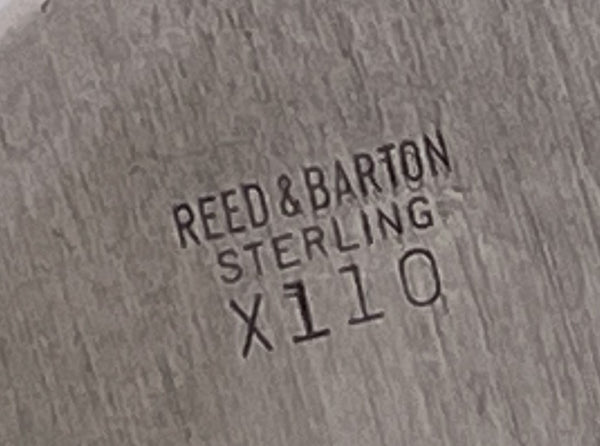 REED & BARTON
STERLING
X110